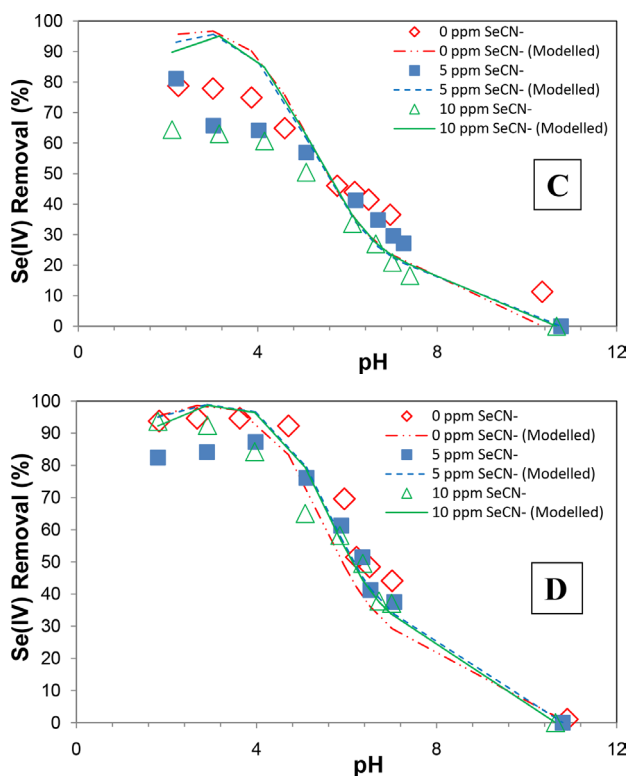 100
90
80
70
60
50
40
30
20
10
0
Se(IV) Removal (%)
0 ppm SeCN-
0 ppm SeCN- (Modelled)
5 ppm SeCN-
5 ppm SeCN- (Modelled)
10 ppm SeCN-
10 ppm SeCN- (Modelled)
C
0 4 8 12
pH
100
90
80
70
60
50
40
30
20
10
0
Se(IV) Removal (%)
0 ppm SeCN-
0 ppm SeCN- (Modelled)
5 ppm SeCN-
5 ppm SeCN- (Modelled)
10 ppm SeCN-
10 ppm SeCN- (Modelled)
D
0 4 8 12
pH